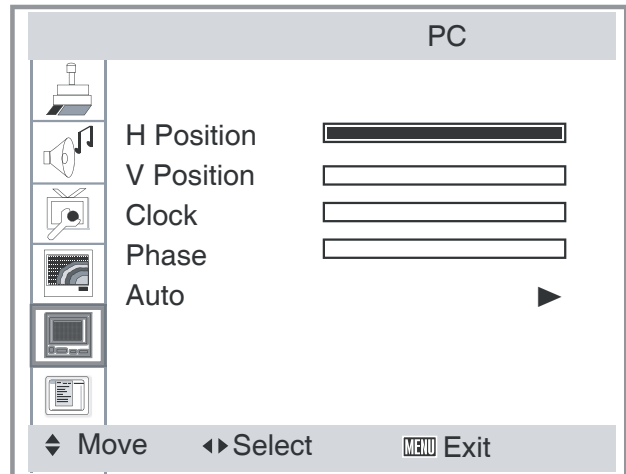 PC
H Position
V Position
Clock
Phase
Auto
Move Select MENU Exit